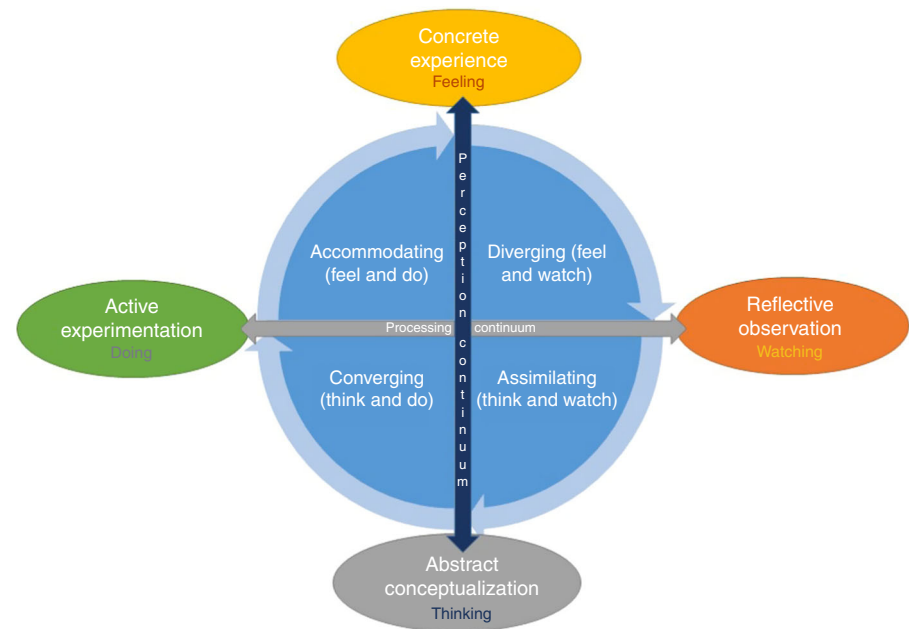 Concrete
experience
Feeling
Perception continuum
Accommodating
(feel and do)
Diverging (feel
and watch)
Active
experimentation
Doing
Processing continuum
Reflective
observation
Watching
Converging
(think and do)
Assimilating
(think and watch)
Abstract
conceptualization
Thinking